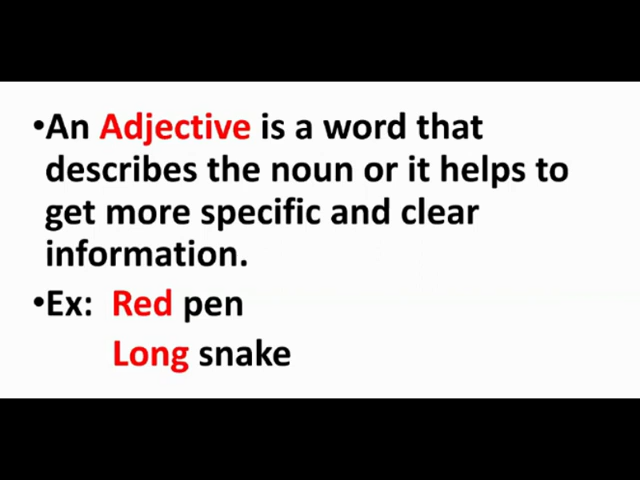 •An Adjective is a word that
describes the noun or it helps to
get more specific and clear
information.
•Ex: Red pen
Long snake